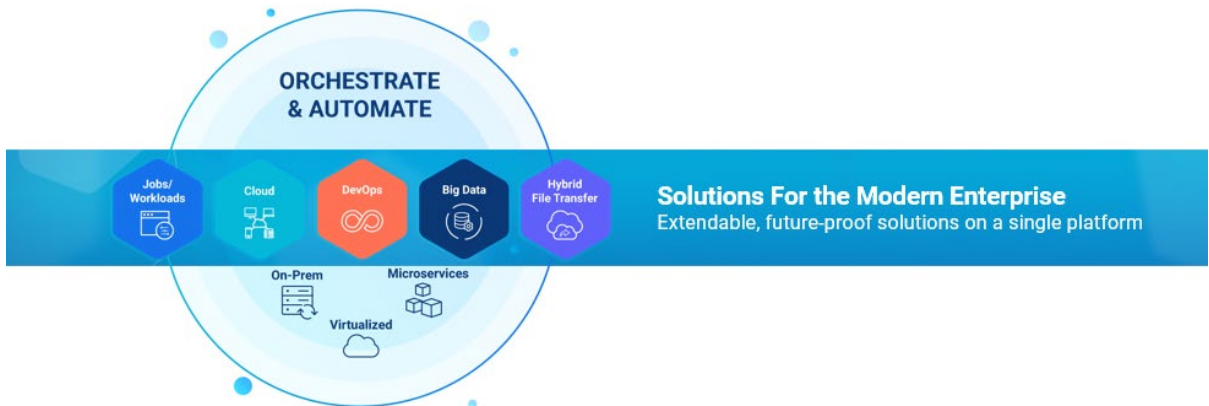 ORCHESTRATE
& AUTOMATE
Jobs/
Workloads
Cloud
DevOps
Big Data
Hybrid
File Transfer
Solutions For the Modern Enterprise
Extendable, future-proof solutions on a single platform
On-Prem
Microservices
Virtualized